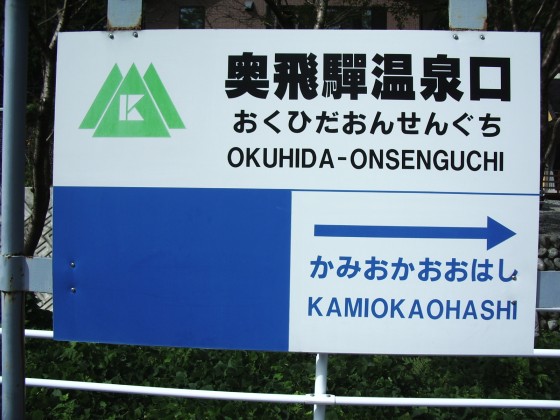 K
奥飛驒温泉口
おくひだおんせんぐち
OKUHIDA-ONSENGUCHI
かみおかおおはし
KAMIOKAOHASHI